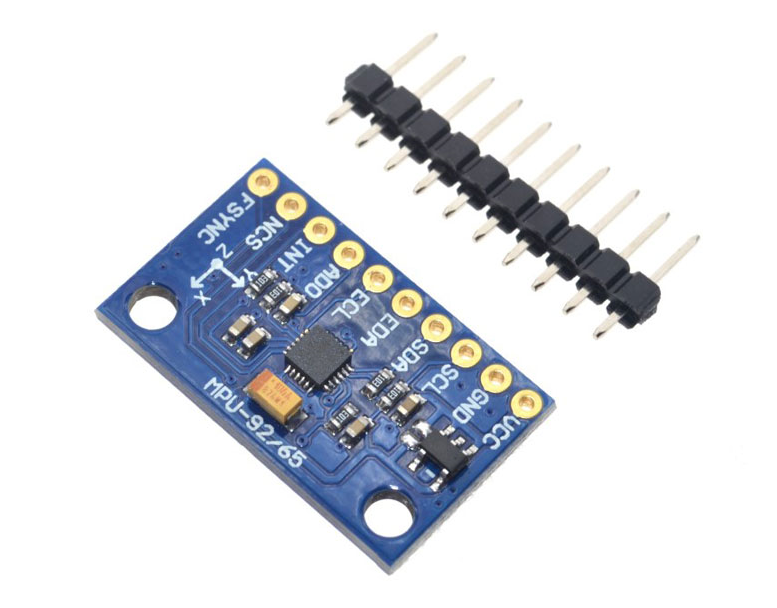 FSYNC
NCS
INT
ADO
ECL
EDA
SDA
SCL
GND
VCC
Z
Y
X
MPU-92/65